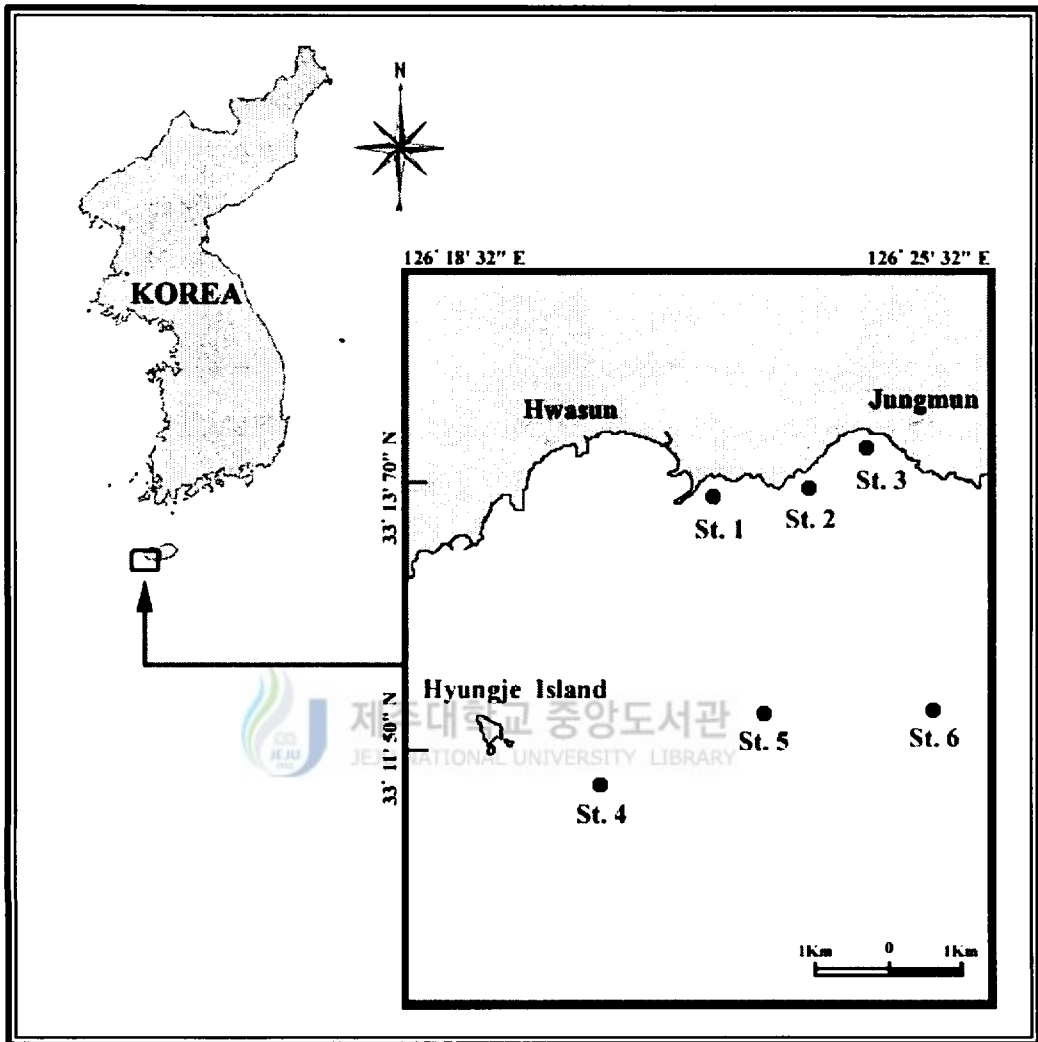 N
KOREA
126° 18' 32" E
126° 25' 32" E
Hwasun
Jungmun
33° 13' 70" N
St. 1
St. 2
St. 3
Hyungje Island
제주대학교 중앙도서관
JEJU NATIONAL UNIVERSITY LIBRARY
JEJU
1952
33° 11' 50" N
St. 4
St. 5
St. 6
1Km 0 1Km